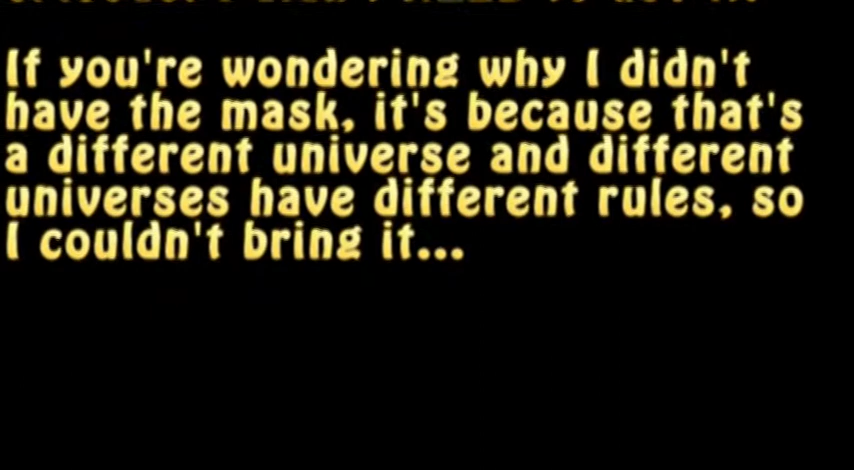 If you're wondering why I didn't
have the mask, it's because that's
a different universe and different
universes have different rules, so
I couldn't bring it...